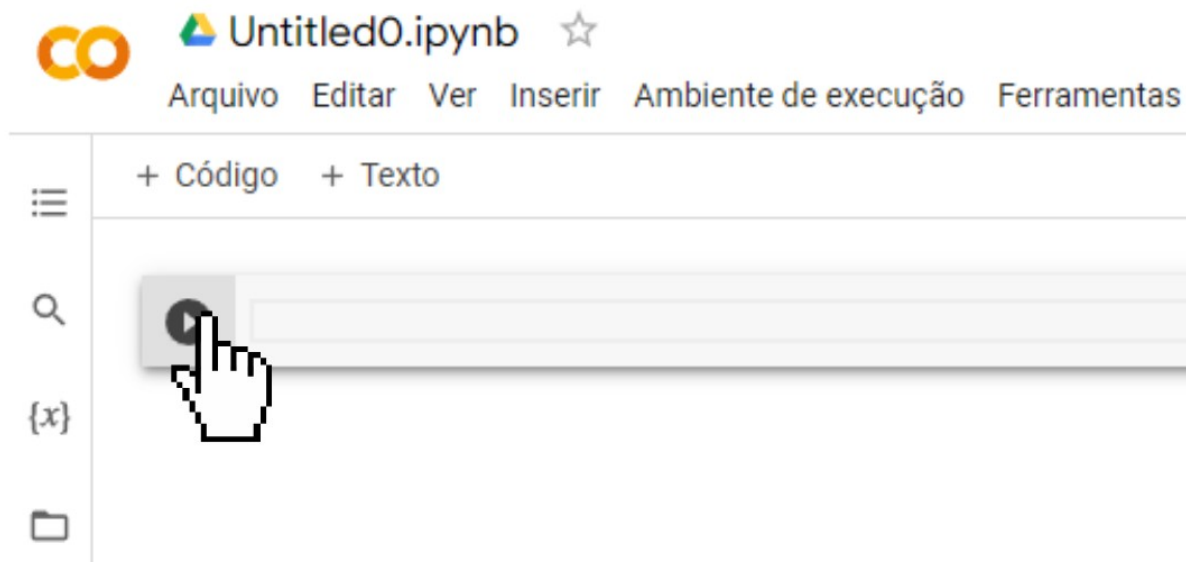 CO
Untitled0.ipynb
Arquivo Editar Ver Inserir Ambiente de execução Ferramentas
+ Código + Texto
{x}